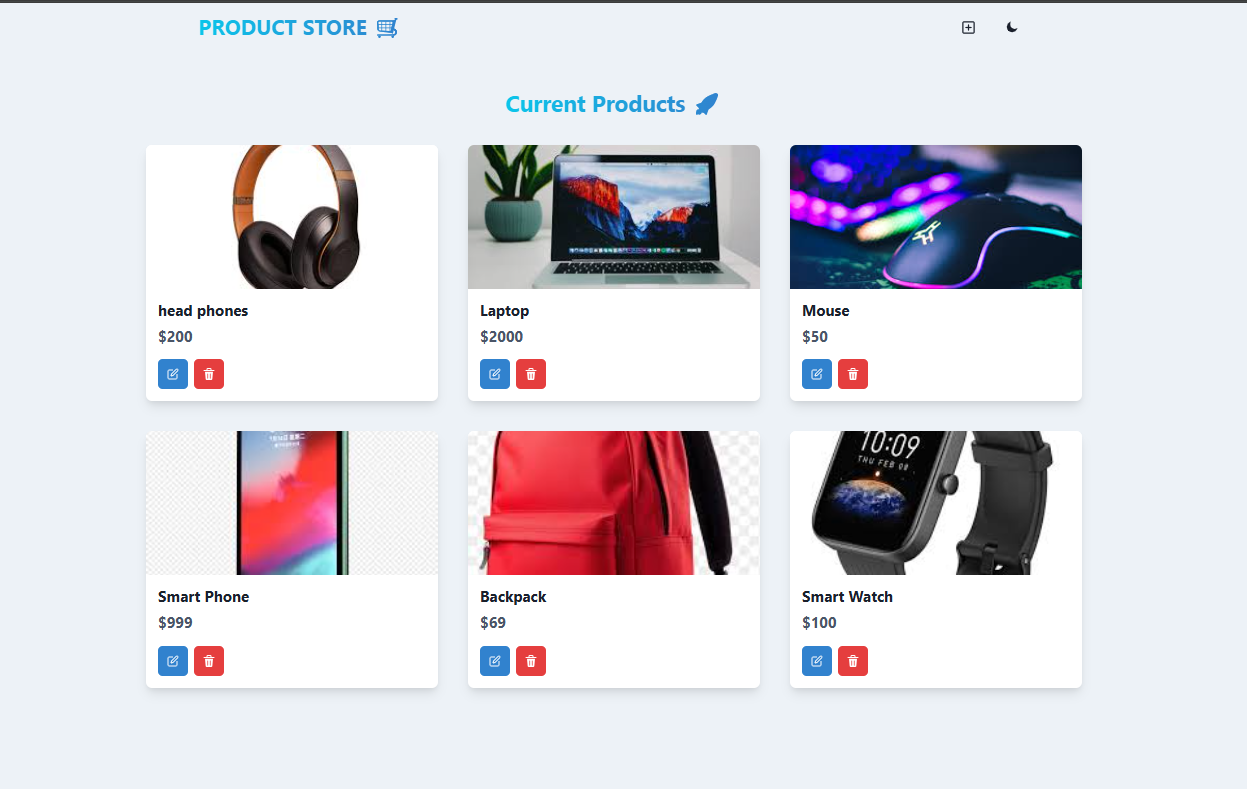 PRODUCT STORE 🛒
Current Products 🚀
head phones
$200
Laptop
$2000
Mouse
$50
10:09
THU FEB 08
Smart Phone
$999
Backpack
$69
Smart Watch
$100